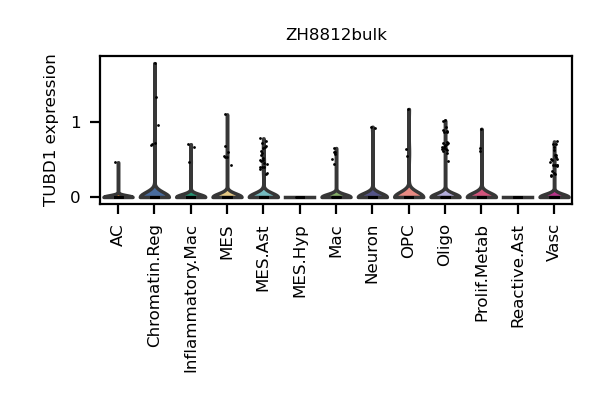 ZH8812bulk
TUBD1 expression
1
0
AC
Chromatin.Reg
Inflammatory.Mac
MES
MES.Ast
MES.Hyp
Mac
Neuron
OPC
Oligo
Prolif.Metab
Reactive.Ast
Vasc